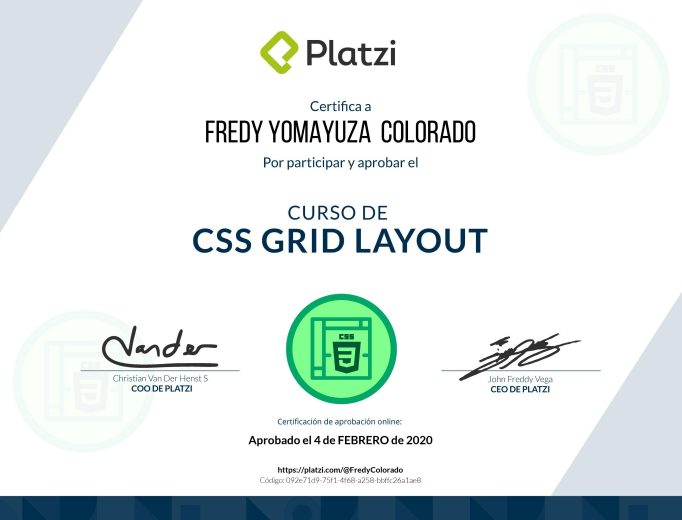 Platzi
Certifica a
FREDY YOMAYUZA COLORADO
Por participar y aprobar el
CURSO DE
CSS GRID LAYOUT
CSS
Vander
Christian Van Der Henst S
COO DE PLATZI
John Freddy Vega
CEO DE PLATZI
Certificación de aprobación online:
Aprobado el 4 de FEBRERO de 2020
https://platzi.com/@FredyColorado
Código: 092e71d9-75f1-4f68-a258-bbffc26a1ae8